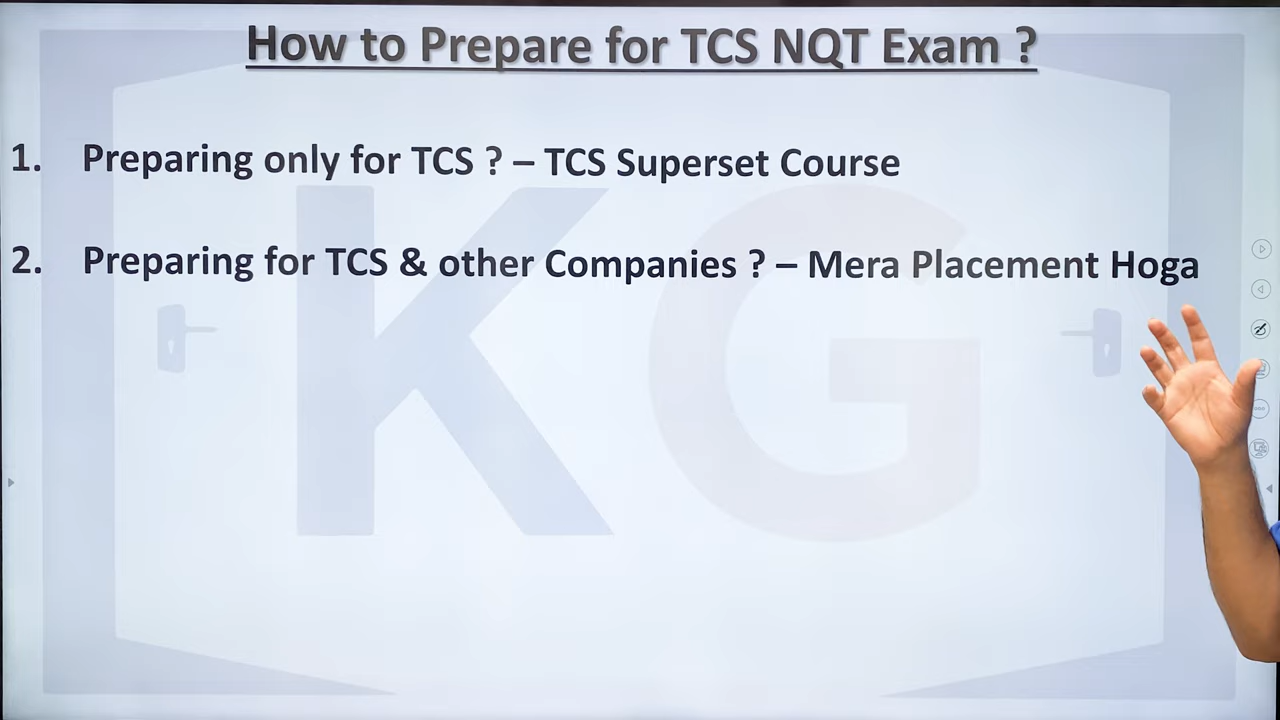 How to Prepare for TCS NQT Exam ?
1. Preparing only for TCS ? – TCS Superset Course
2. Preparing for TCS & other Companies ? – Mera Placement Hoga
KG